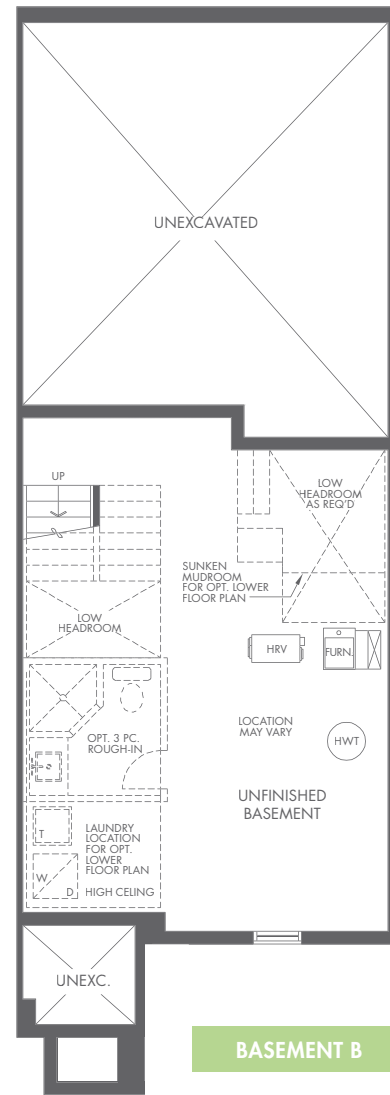 UNEXCAVATED
UP
LOW
HEADROOM
AS REQ'D
SUNKEN
MUDROOM
FOR OPT. LOWER
FLOOR PLAN
LOW
HEADROOM
HRV
FURN.
OPT. 3 PC.
ROUGH-IN
LOCATION
MAY VARY
HWT
UNFINISHED
BASEMENT
T
LAUNDRY
LOCATION
FOR OPT.
LOWER
FLOOR PLAN
W
D
HIGH CELING
UNEXC.
BASEMENT B